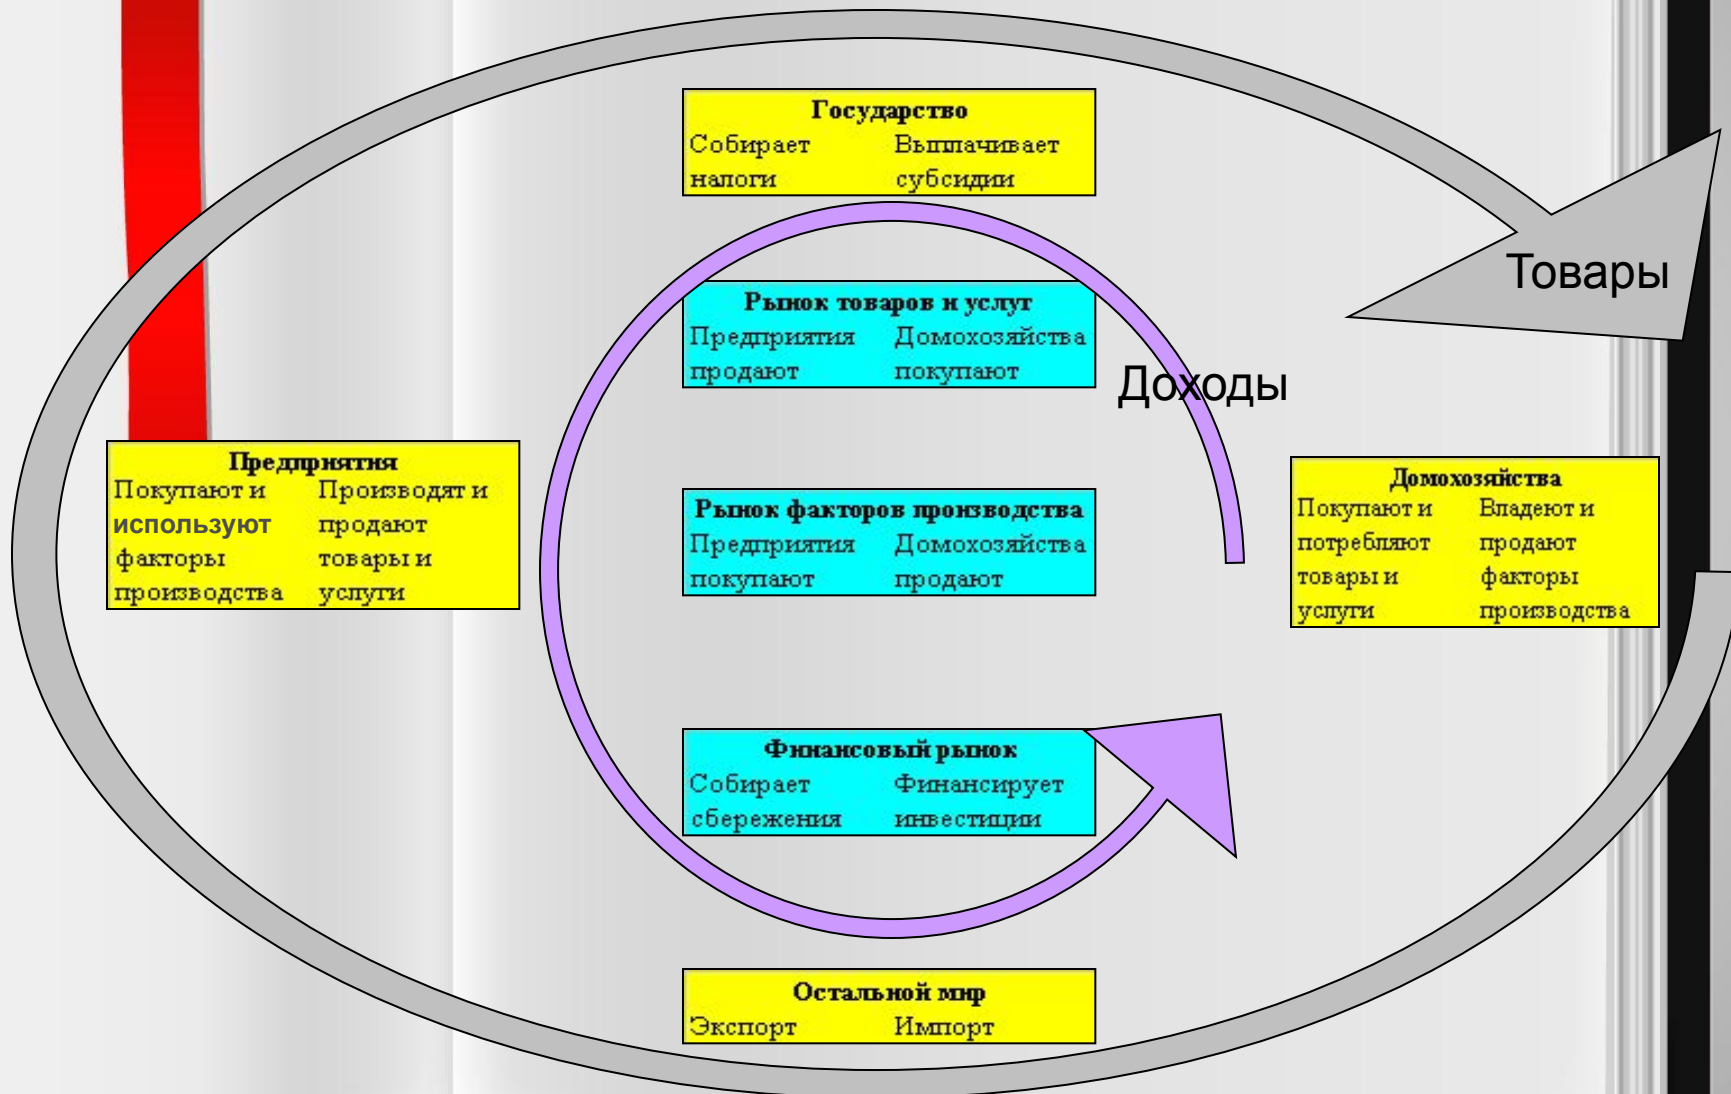 Государство
Собирает Выплачивает
налоги субсидии
Товары
Рынок товаров и услуг
Предприятия Домохозяйства
продают покупают
Доходы
Предприятия
Покупают и Производят и
используют продают
факторы товары и
производства услуги
Рынок факторов производства
Предприятия Домохозяйства
покупают продают
Домохозяйства
Покупают и Владеют и
потребляют продают
товары и факторы
услуги производства
Финансовый рынок
Собирает Финансирует
сбережения инвестиции
Остальной мир
Экспорт Импорт